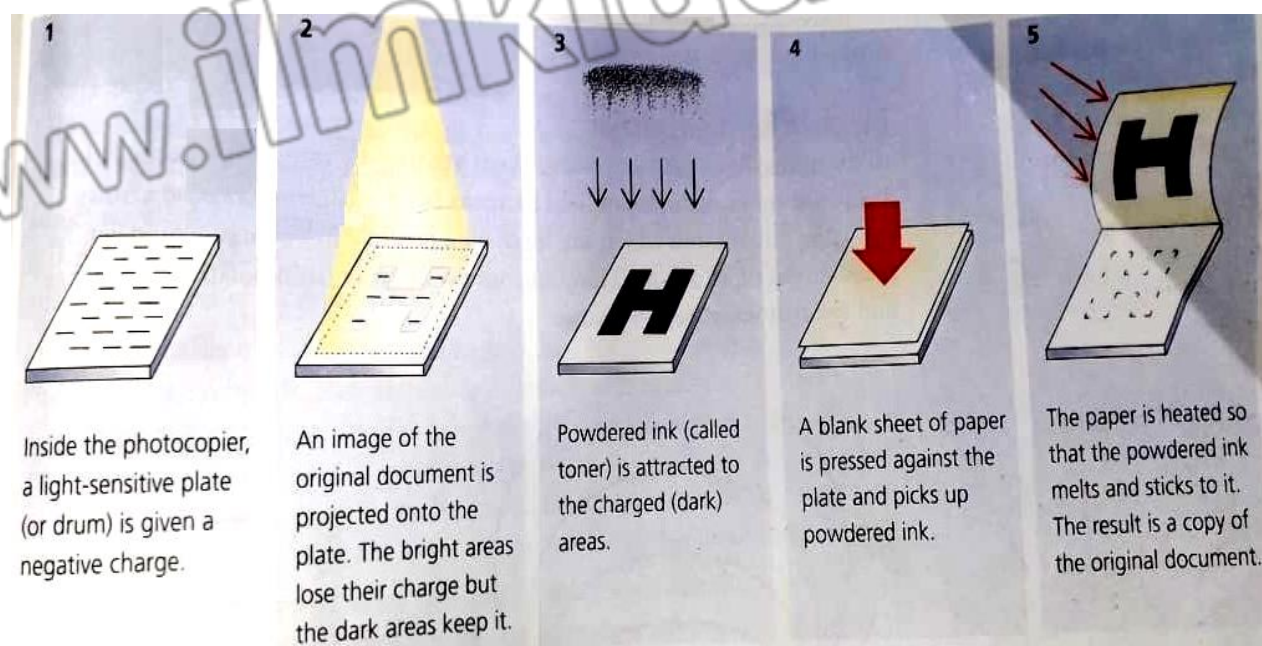 www.ilmkidu
1
Inside the photocopier,
a light-sensitive plate
(or drum) is given a
negative charge.
2
An image of the
original document is
projected onto the
plate. The bright areas
lose their charge but
the dark areas keep it.
3
H
Powdered ink (called
toner) is attracted to
the charged (dark)
areas.
4
A blank sheet of paper
is pressed against the
plate and picks up
powdered ink.
5
H
The paper is heated so
that the powdered ink
melts and sticks to it.
The result is a copy of
the original document.